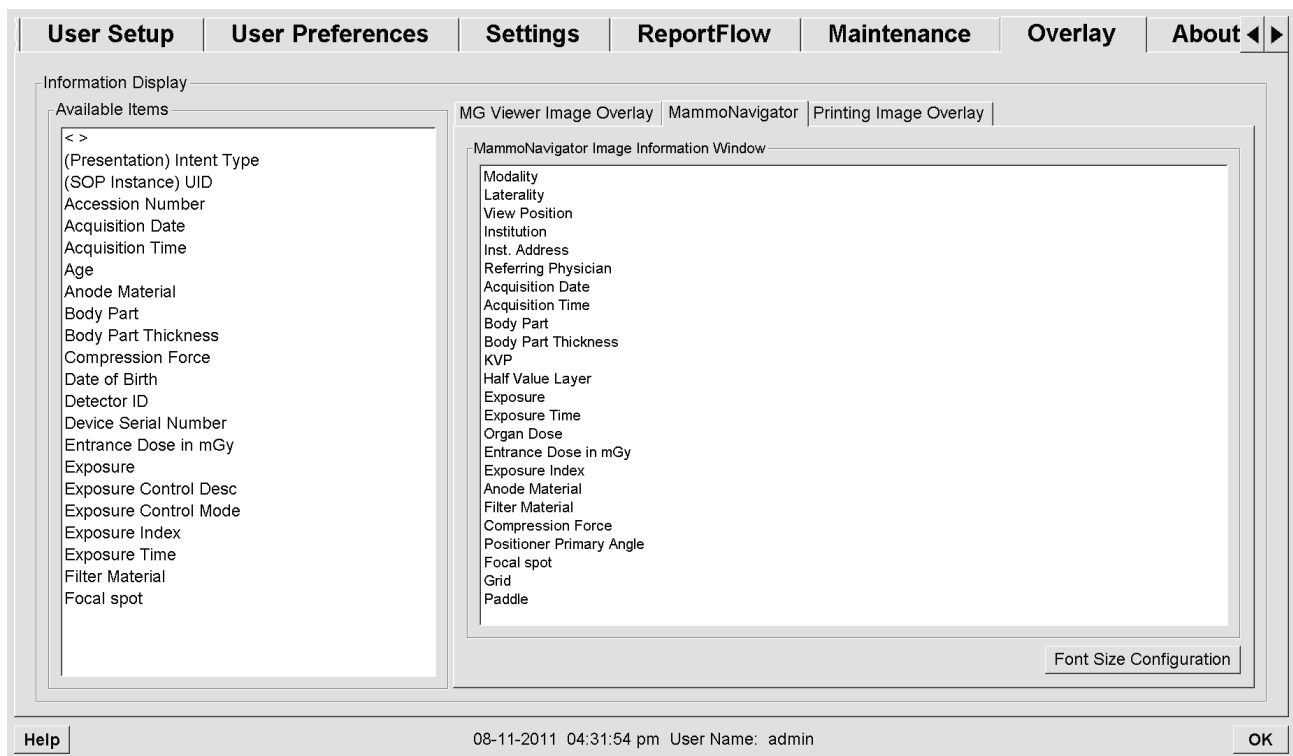 User Setup User Preferences Settings ReportFlow Maintenance Overlay About
Information Display
Available Items
< >
(Presentation) Intent Type
(SOP Instance) UID
Accession Number
Acquisition Date
Acquisition Time
Age
Anode Material
Body Part
Body Part Thickness
Compression Force
Date of Birth
Detector ID
Device Serial Number
Entrance Dose in mGy
Exposure
Exposure Control Desc
Exposure Control Mode
Exposure Index
Exposure Time
Filter Material
Focal spot
MG Viewer Image Overlay MammoNavigator Printing Image Overlay
MammoNavigator Image Information Window
Modality
Laterality
View Position
Institution
Inst. Address
Referring Physician
Acquisition Date
Acquisition Time
Body Part
Body Part Thickness
KVP
Half Value Layer
Exposure
Exposure Time
Organ Dose
Entrance Dose in mGy
Exposure Index
Anode Material
Filter Material
Compression Force
Positioner Primary Angle
Focal spot
Grid
Paddle
Font Size Configuration
Help 08-11-2011 04:31:54 pm User Name: admin OK